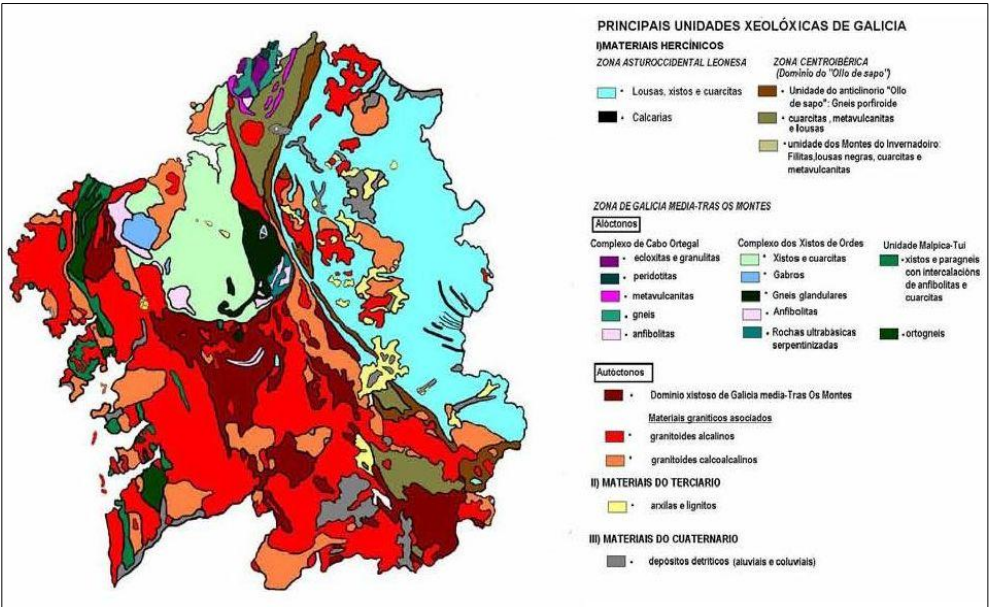 PRINCIPAIS UNIDADES XEOLÓXICAS DE GALICIA
I)MATERIAIS HERCÍNICOS
ZONA ASTUROCCIDENTAL LEONESA
• Lousas, xistos e cuarcitas
• Calcarias
ZONA CENTROIBÉRICA
(Dominio do "Ollo de sapo")
• Unidade do anticlinorio "Ollo
de sapo": Gneis porfiroide
• cuarcitas, metavulcanitas
e lousas
• unidade dos Montes do Invernadoiro:
Fillitas,lousas negras, cuarcitas e
metavulcanitas
ZONA DE GALICIA MEDIA-TRAS OS MONTES
Alóctonos
Complexo de Cabo Ortegal
• ecloxitas e granulitas
• peridotitas
• metavulcanitas
• gneis
• anfibolitas
Complexo dos Xistos de Ordes
• Xistos e cuarcitas
• Gabros
• Gneis glandulares
• Anfibolitas
• Rochas ultrabásicas
serpentinizadas
Unidade Malpica-Tui
• xistos e paragneis
con intercalacións
de anfibolitas e
cuarcitas
• ortogneis
Autóctonos
• Dominio xistoso de Galicia media-Tras Os Montes
Materiais graníticos asociados
• granitoides alcalinos
• granitoides calcoalcalinos
II) MATERIAIS DO TERCIARIO
• arxilas e lignitos
III) MATERIAIS DO CUATERNARIO
• depósitos detríticos (aluviais e coluviais)